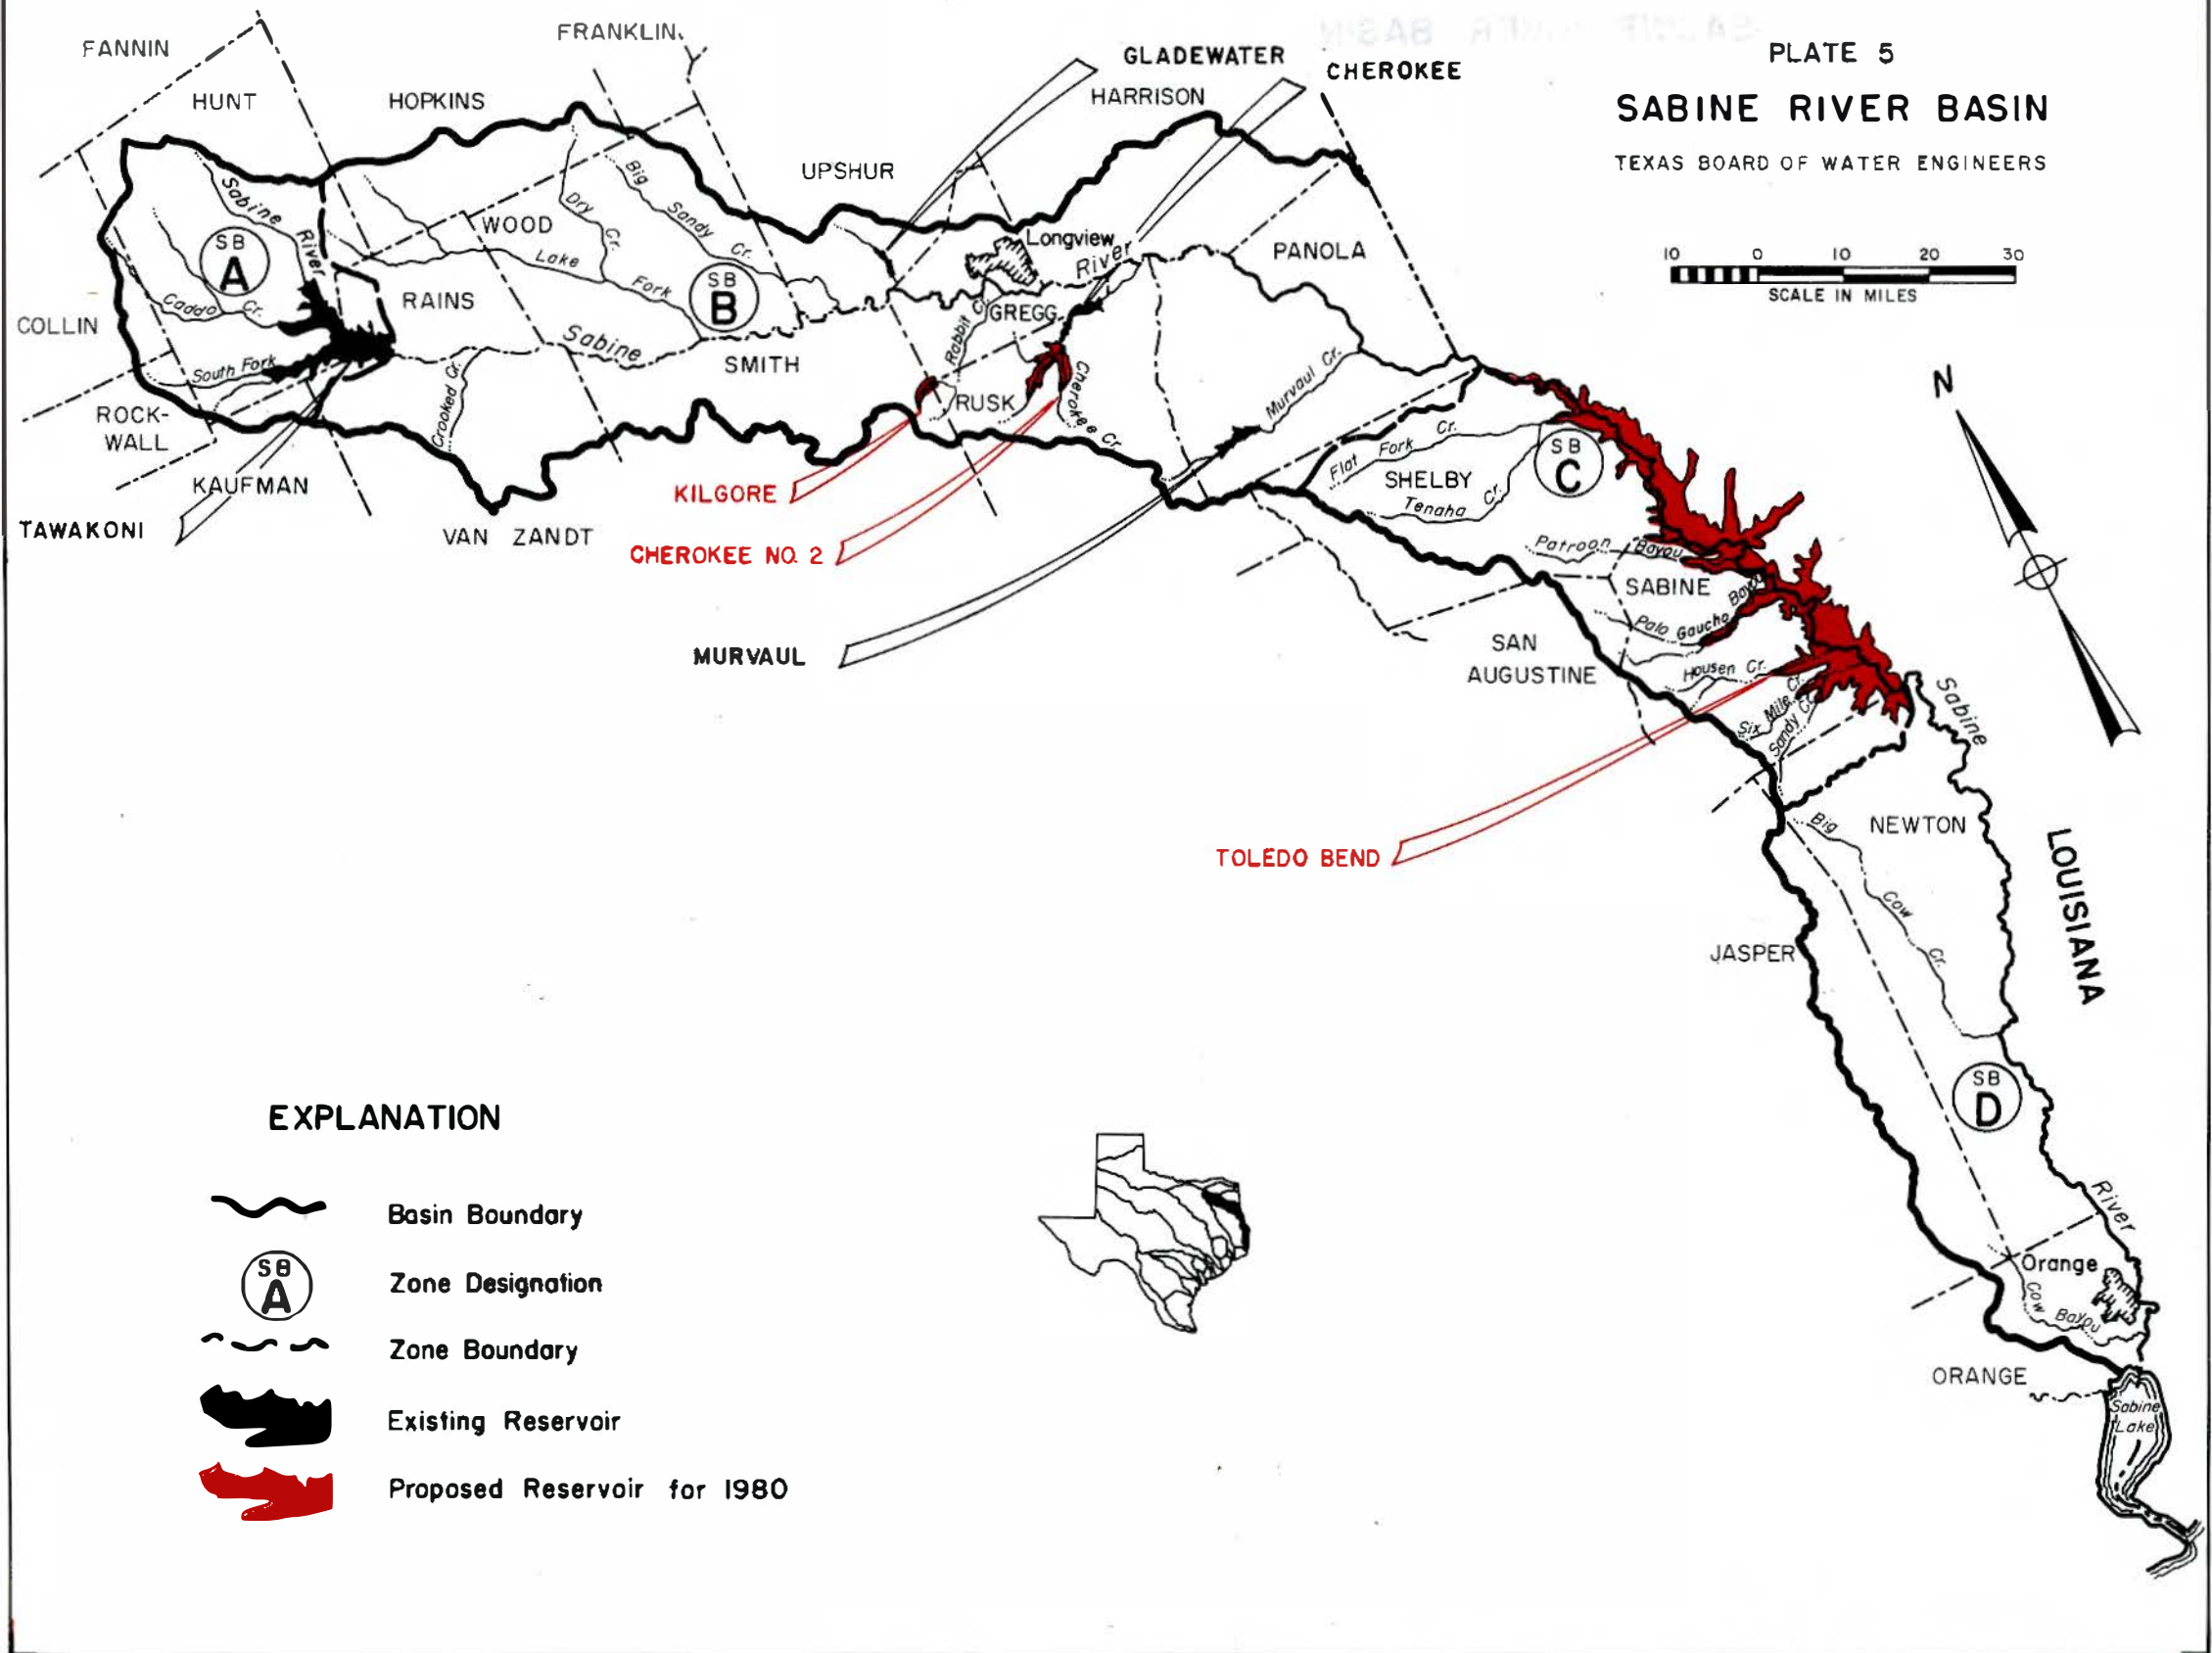 PLATE 5
SABINE RIVER BASIN
TEXAS BOARD OF WATER ENGINEERS
10 0 10 20 30
SCALE IN MILES
N
FANNIN
HUNT
HOPKINS
FRANKLIN
GLADEWATER
HARRISON
CHEROKEE
UPSHUR
WOOD
PANOLA
COLLIN
RAINS
GREGG
SMITH
ROCK-
WALL
KAUFMAN
TAWAKONI
VAN ZANDT
RUSK
KILGORE
CHEROKEE NO. 2
MURVAUL
TOLEDO BEND
SHELBY
SABINE
SAN
AUGUSTINE
NEWTON
JASPER
LOUISIANA
ORANGE
Longview
Orange
SB
A
SB
B
SB
C
SB
D
Sabine
River
Caddo Cr.
South Fork
Crooked Cr.
Lake Fork
Dry Cr.
Big Sandy Cr.
Sabine
River
Rabbit Cr.
Cherokee Cr.
Murvaul Cr.
Flat Fork Cr.
Tenaha Cr.
Patroon Bayou
Palo Gaucho Bayou
Housen Cr.
Six Mile Cr.
Sandy Cr.
Sabine
River
Big Cow Cr.
Cow Bayou
Sabine
Lake
EXPLANATION
Basin Boundary
SB
A
Zone Designation
Zone Boundary
Existing Reservoir
Proposed Reservoir for 1980